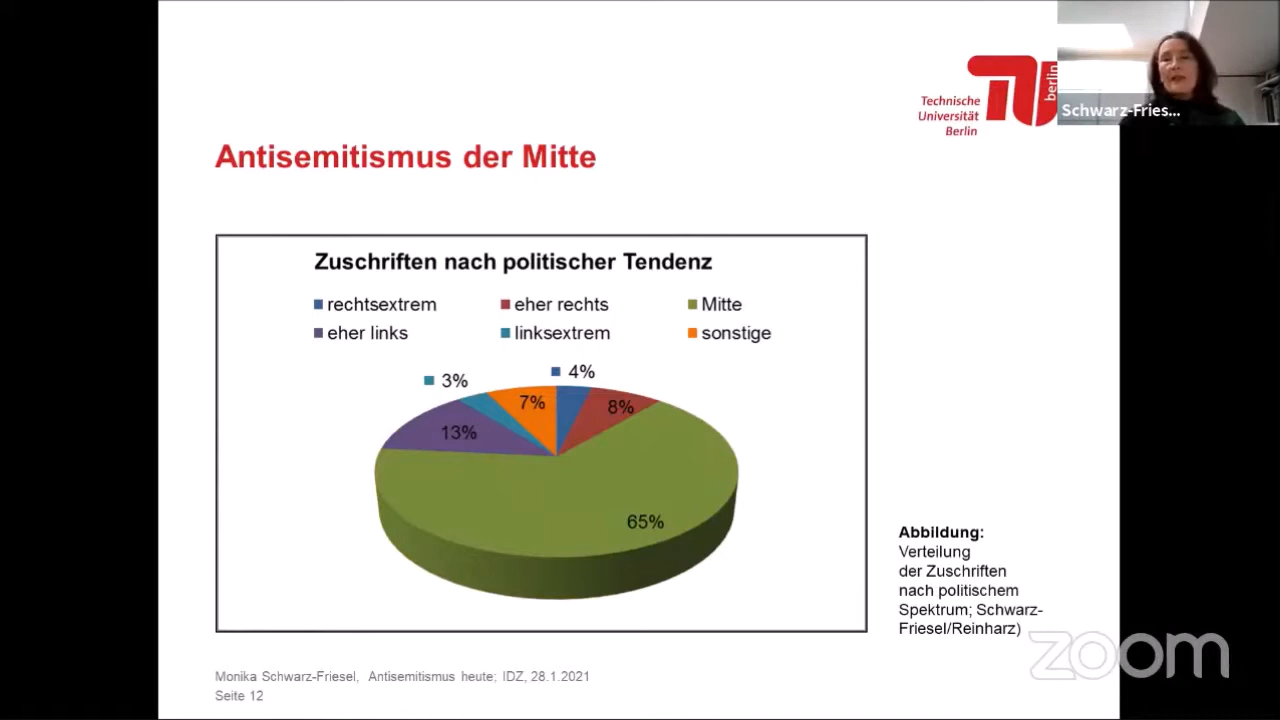 Technische
Universität
Berlin
berlin
Schwarz-Fries...
Antisemitismus der Mitte
Zuschriften nach politischer Tendenz
rechtsextrem
eher rechts
Mitte
eher links
linksextrem
sonstige
3%
4%
7%
8%
13%
65%
Abbildung:
Verteilung
der Zuschriften
nach politischem
Spektrum; Schwarz-
Friesel/Reinharz)
zoom
Monika Schwarz-Friesel, Antisemitismus heute; IDZ, 28.1.2021
Seite 12